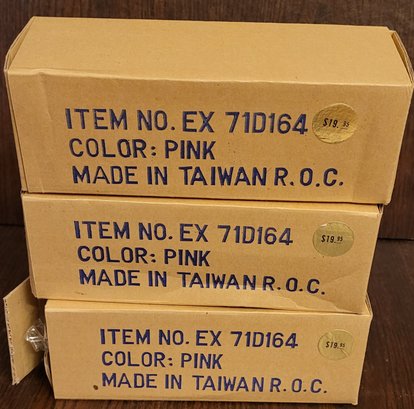 ITEM NO. EX 71D164
$19.95
COLOR: PINK
MADE IN TAIWAN R.O.C.
ITEM NO. EX 71D164
$19.95
COLOR: PINK
MADE IN TAIWAN R.O.C.
ITEM NO. EX 71D164
$19.95
COLOR: PINK
MADE IN TAIWAN R.O.C.